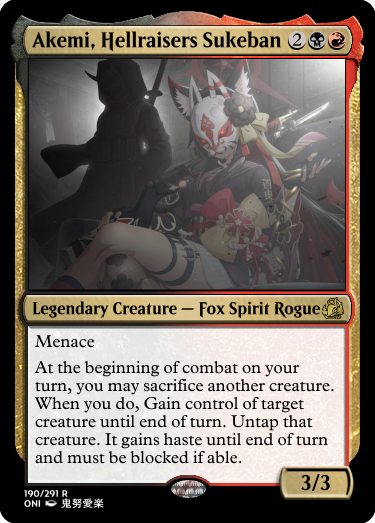 Akemi, Hellraisers Sukeban 2
Legendary Creature — Fox Spirit Rogue
Menace
At the beginning of combat on your
turn, you may sacrifice another creature.
When you do, Gain control of target
creature until end of turn. Untap that
creature. It gains haste until end of turn
and must be blocked if able.
3/3
190/291 R
ONI 鬼努愛楽